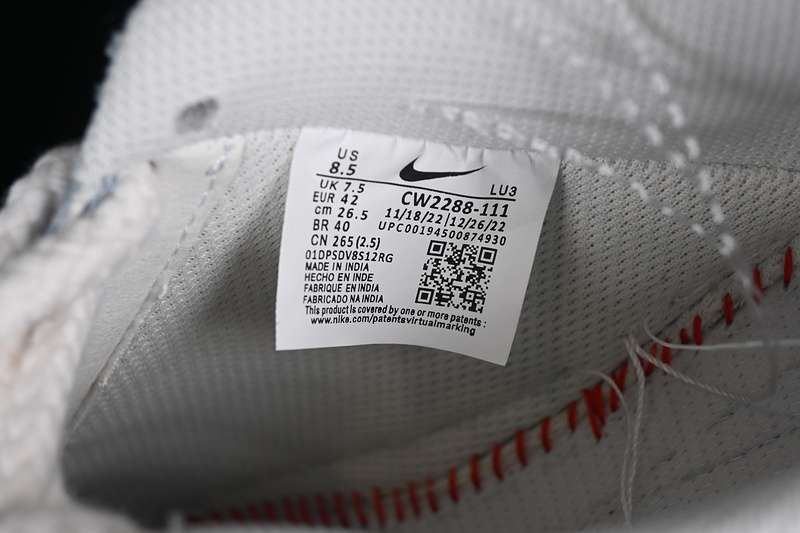 US
8.5
UK 7.5
EUR 42
cm 26.5
BR 40
CN 265 (2.5)
01DPSDV8S12RG
MADE IN INDIA
HECHO EN INDE
FABRIQUE EN INDIA
FABRICADO NA INDIA
LU3
CW2288-111
11/18/22 | 12/26/22
UPC00194500874930
This product is covered by one or more patents :
www.nike.com/patentsvirtualmarking